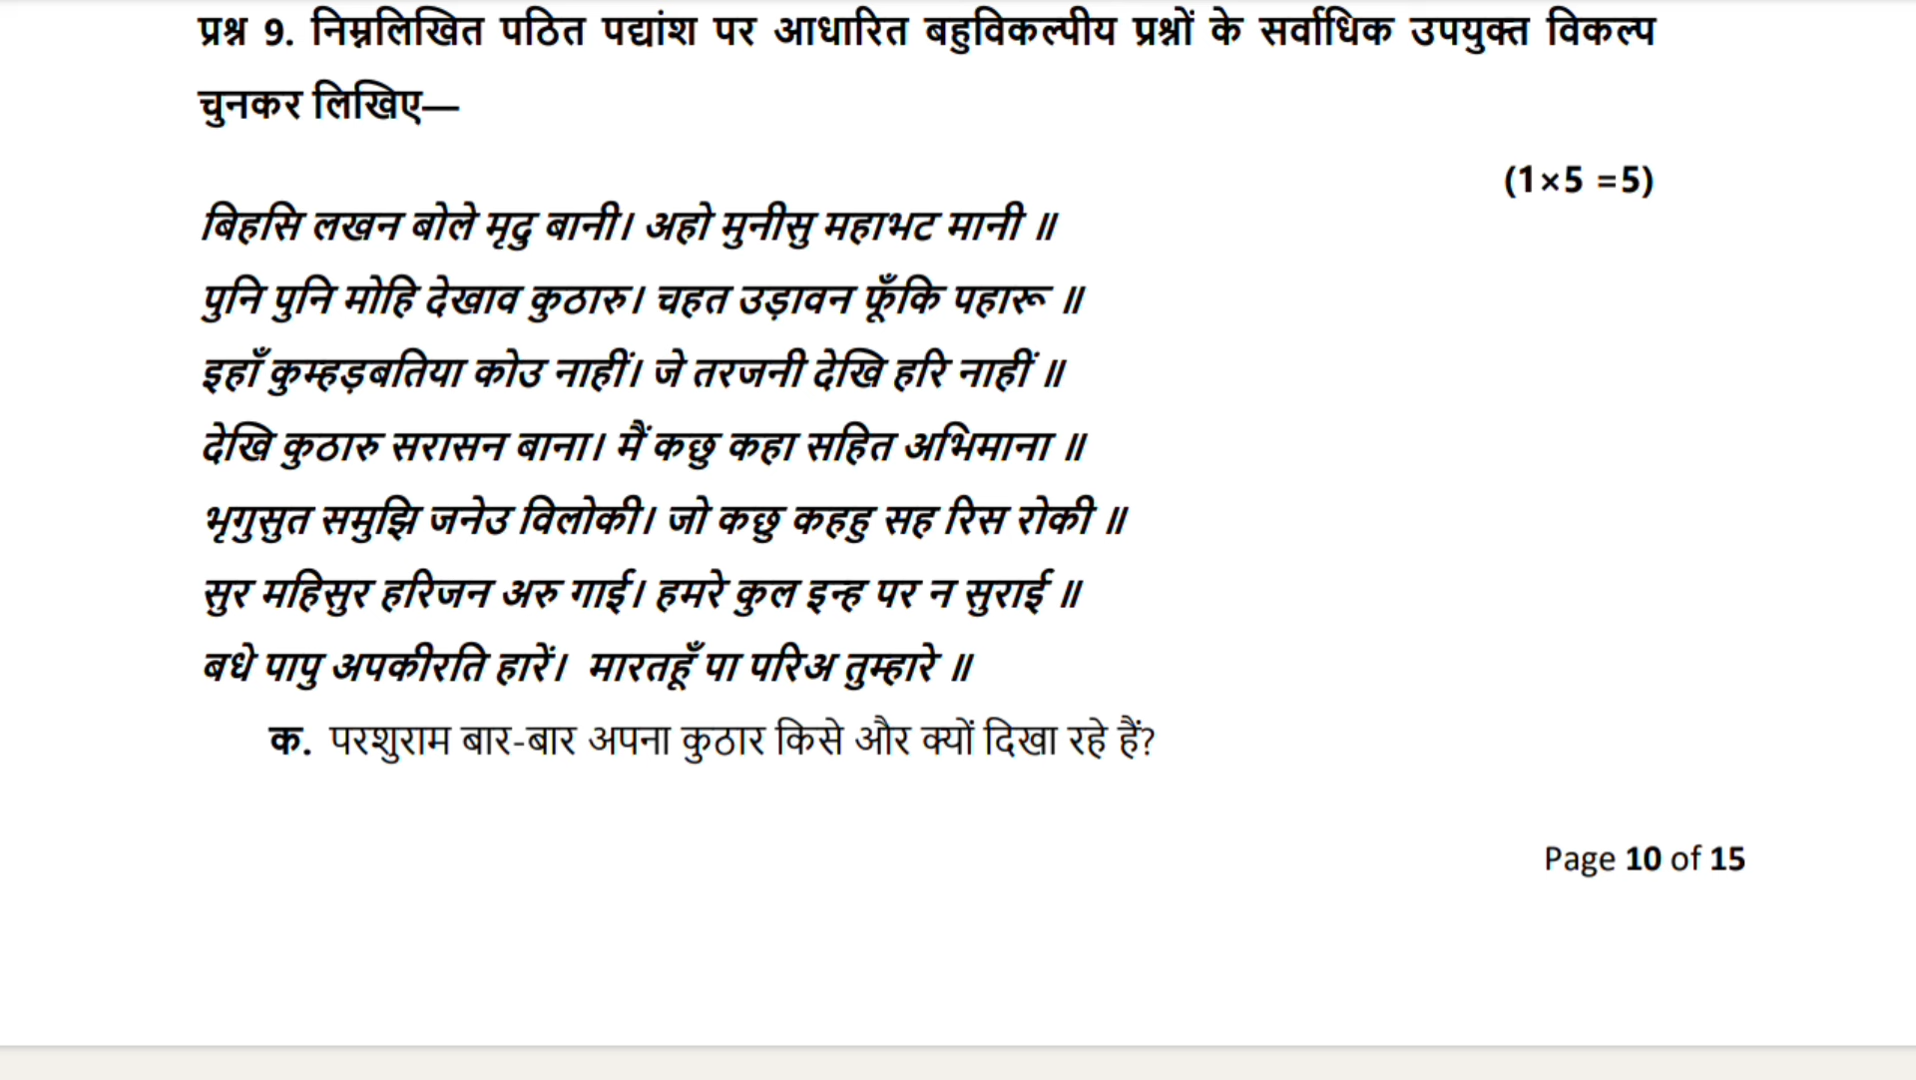 प्रश्न 9. निम्नलिखित पठित पद्यांश पर आधारित बहुविकल्पीय प्रश्नों के सर्वाधिक उपयुक्त विकल्प
चुनकर लिखिए—
(1×5 =5)
बिहसि लखन बोले मृदु बानी। अहो मुनीसु महाभट मानी ॥
पुनि पुनि मोहि देखाव कुठारु। चहत उड़ावन फूँकि पहारू ॥
इहाँ कुम्हड़बतिया कोउ नाहीं। जे तरजनी देखि हरि नाहीं ॥
देखि कुठारु सरासन बाना। मैं कछु कहा सहित अभिमाना ॥
भृगुसुत समुझि जनेउ विलोकी। जो कछु कहहु सह रिस रोकी ॥
सुर महिसुर हरिजन अरु गाई। हमरे कुल इन्ह पर न सुराई ॥
बधे पापु अपकीरति हारें। मारतहूँ पा परिअ तुम्हारे ॥
क. परशुराम बार-बार अपना कुठार किसे और क्यों दिखा रहे हैं?
Page 10 of 15